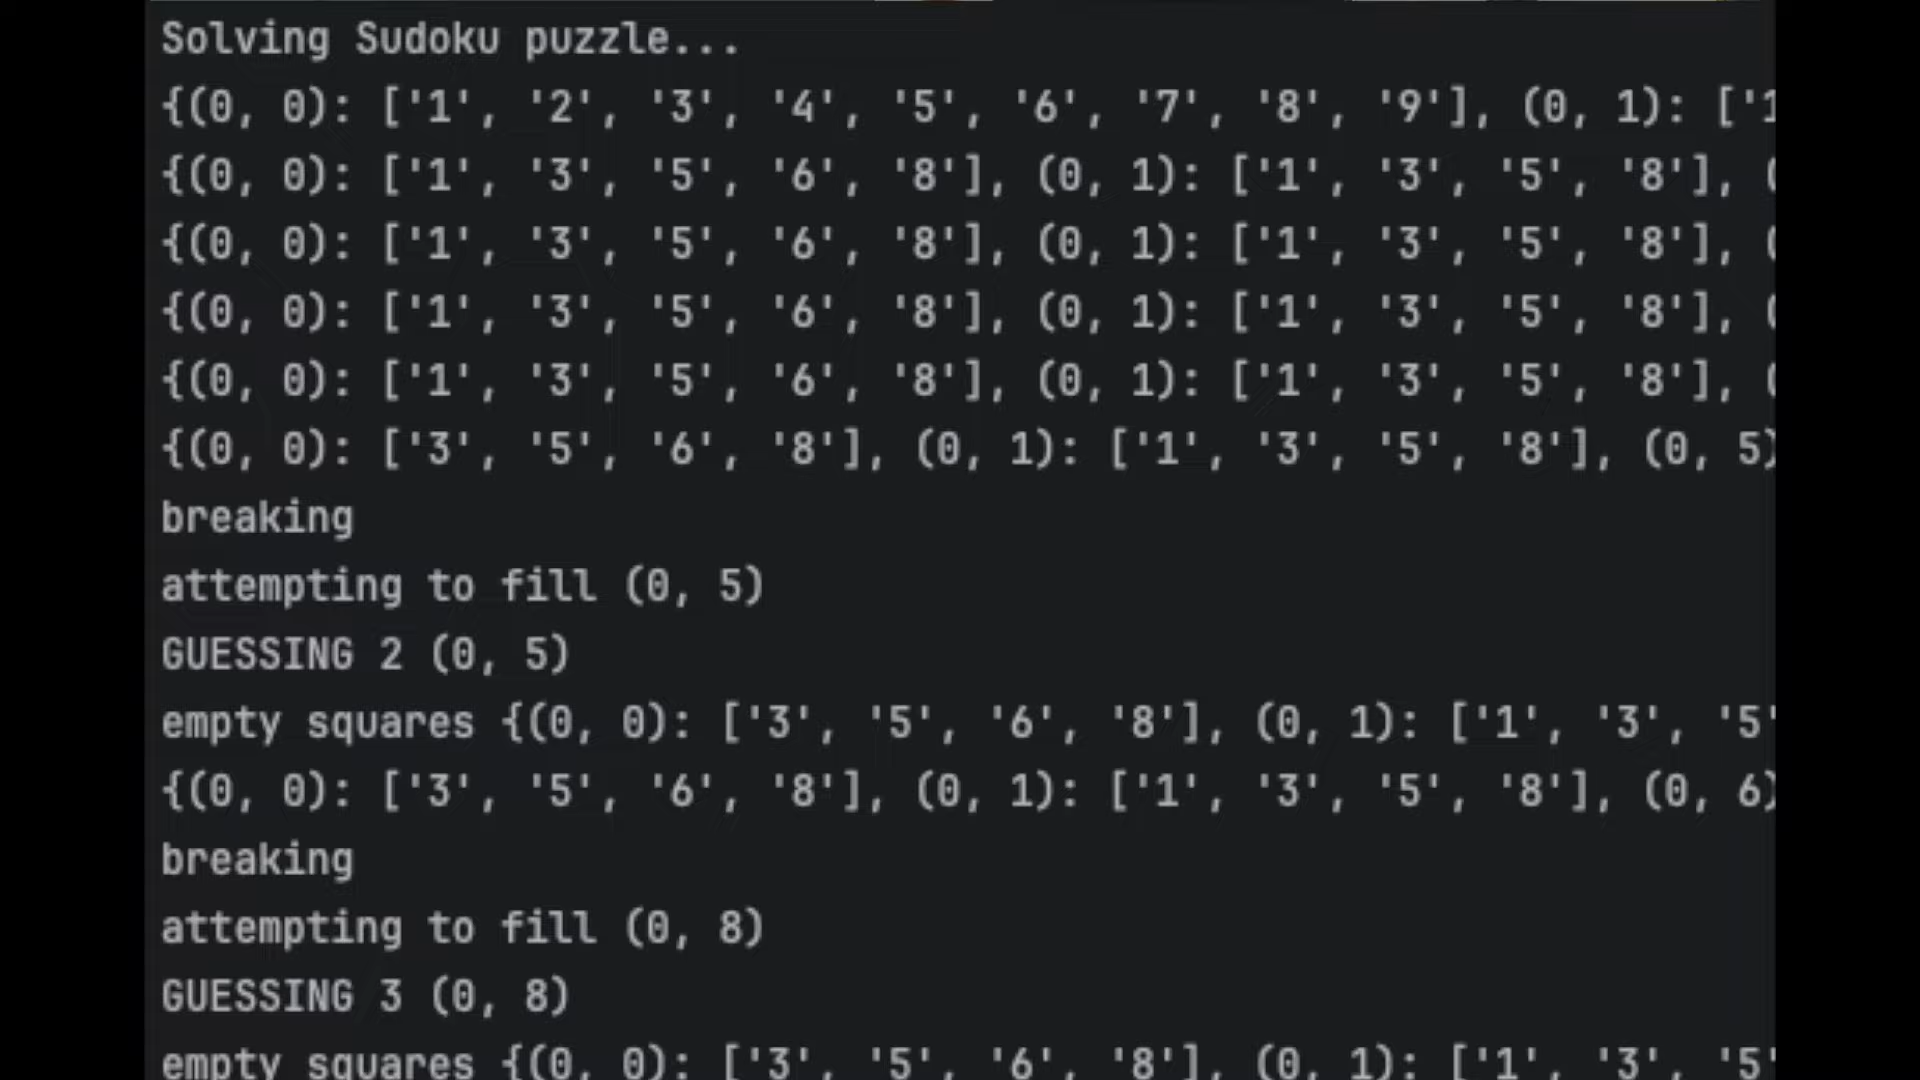 Solving Sudoku puzzle...
{(0, 0): ['1', '2', '3', '4', '5', '6', '7', '8', '9'], (0, 1): ['1
{(0, 0): ['1', '3', '5', '6', '8'], (0, 1): ['1', '3', '5', '8'], (
{(0, 0): ['1', '3', '5', '6', '8'], (0, 1): ['1', '3', '5', '8'], (
{(0, 0): ['1', '3', '5', '6', '8'], (0, 1): ['1', '3', '5', '8'], (
{(0, 0): ['1', '3', '5', '6', '8'], (0, 1): ['1', '3', '5', '8'], (
{(0, 0): ['3', '5', '6', '8'], (0, 1): ['1', '3', '5', '8'], (0, 5)
breaking
attempting to fill (0, 5)
GUESSING 2 (0, 5)
empty squares {(0, 0): ['3', '5', '6', '8'], (0, 1): ['1', '3', '5'
{(0, 0): ['3', '5', '6', '8'], (0, 1): ['1', '3', '5', '8'], (0, 6)
breaking
attempting to fill (0, 8)
GUESSING 3 (0, 8)
empty squares {(0, 0): ['3', '5', '6', '8'], (0, 1): ['1', '3', '5'